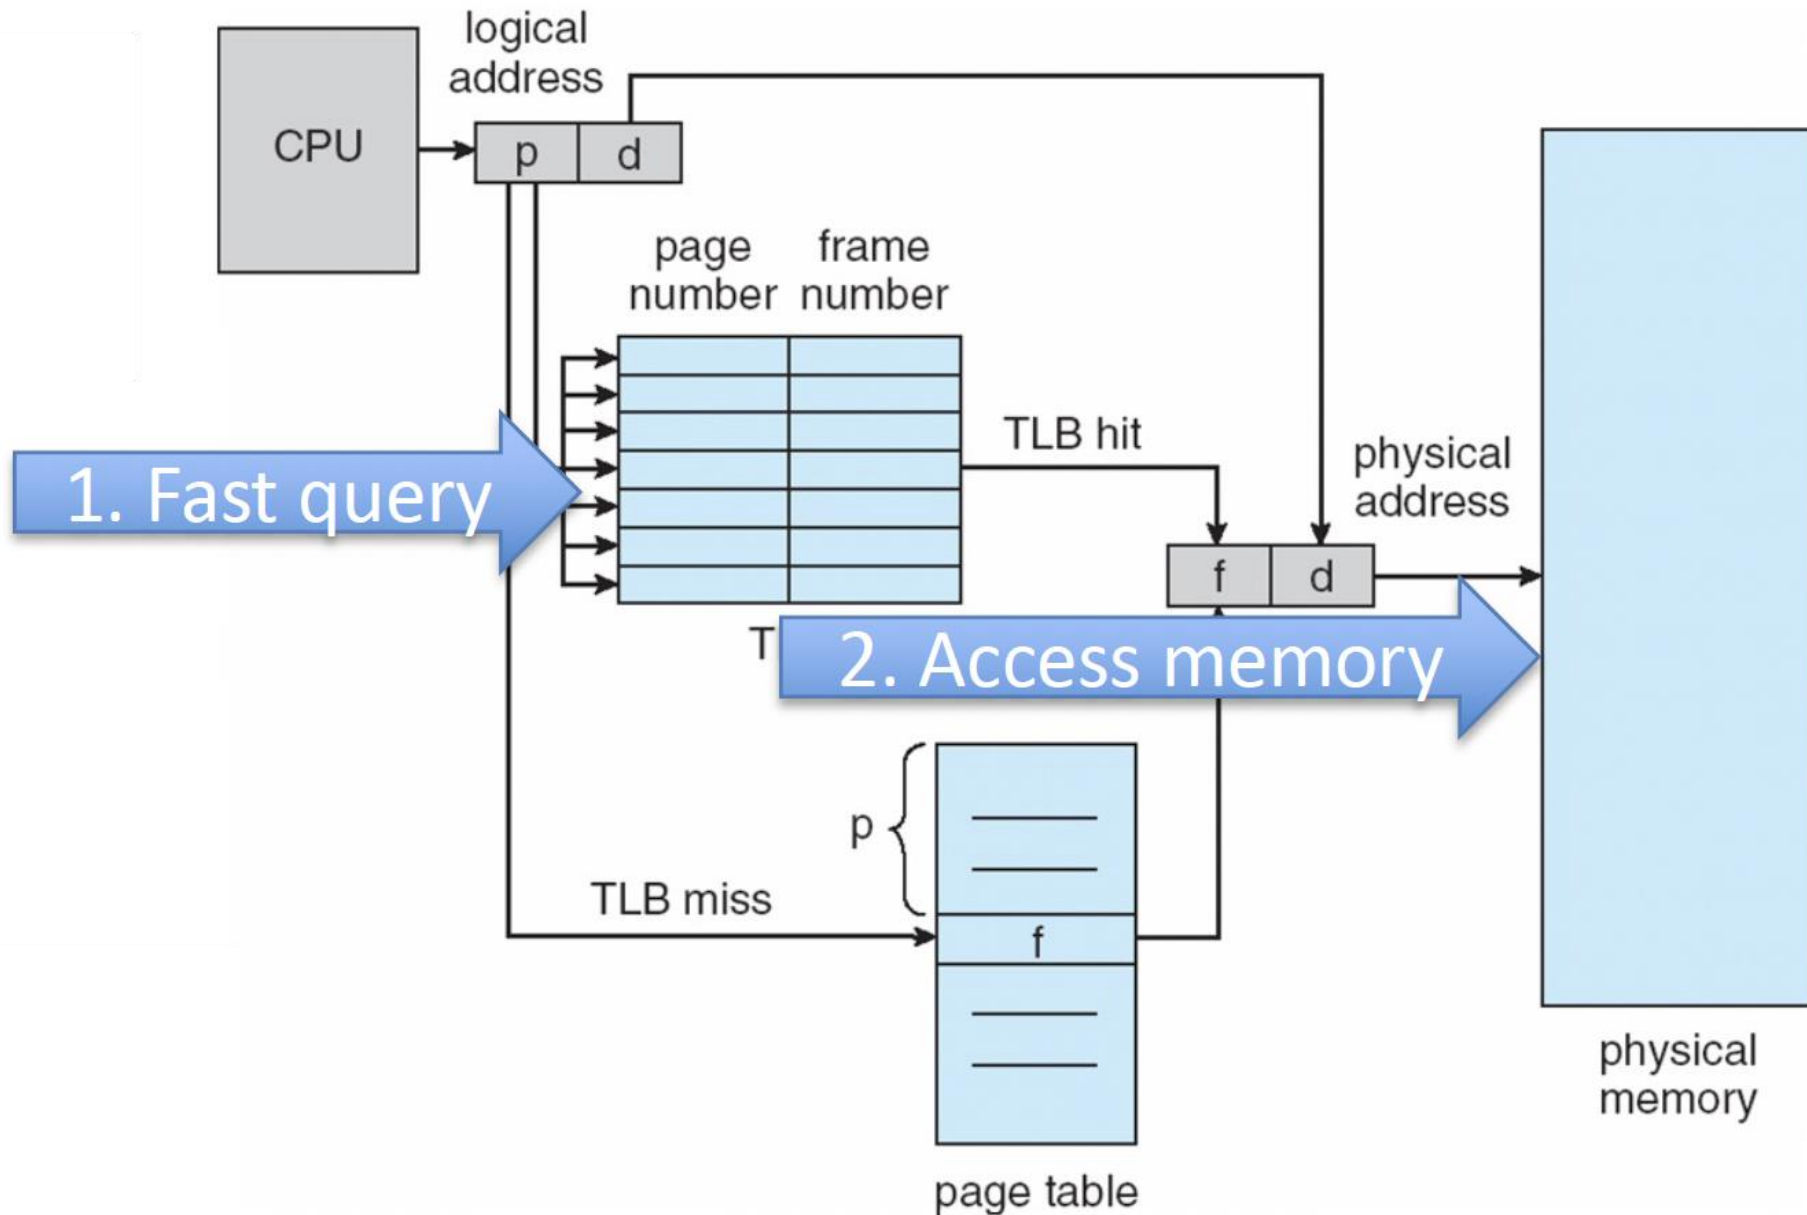 logical
address
CPU
p
d
page
number
frame
number
TLB hit
physical
address
1. Fast query
f
d
T
2. Access memory
p
TLB miss
f
physical
memory
page table